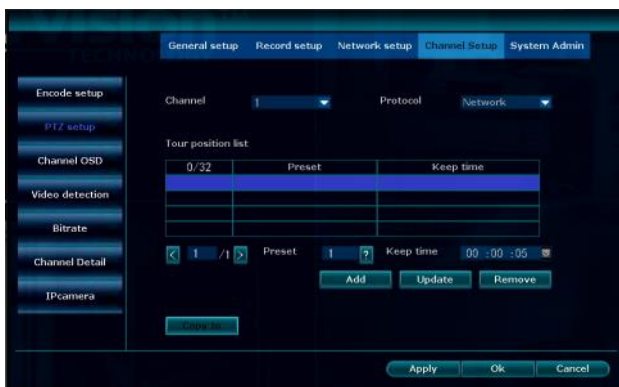 vision
TECHNOLOGY
General setup Record setup Network setup Channel Setup System Admin
Encode setup
PTZ setup
Channel OSD
Video detection
Bitrate
Channel Detail
IPcamera
Channel 1 Protocol Network
Tour position list
0/32 Preset Keep time
< 1 /1 > Preset 1 ? Keep time 00 :00 :05
Add Update Remove
Copy to
Apply Ok Cancel